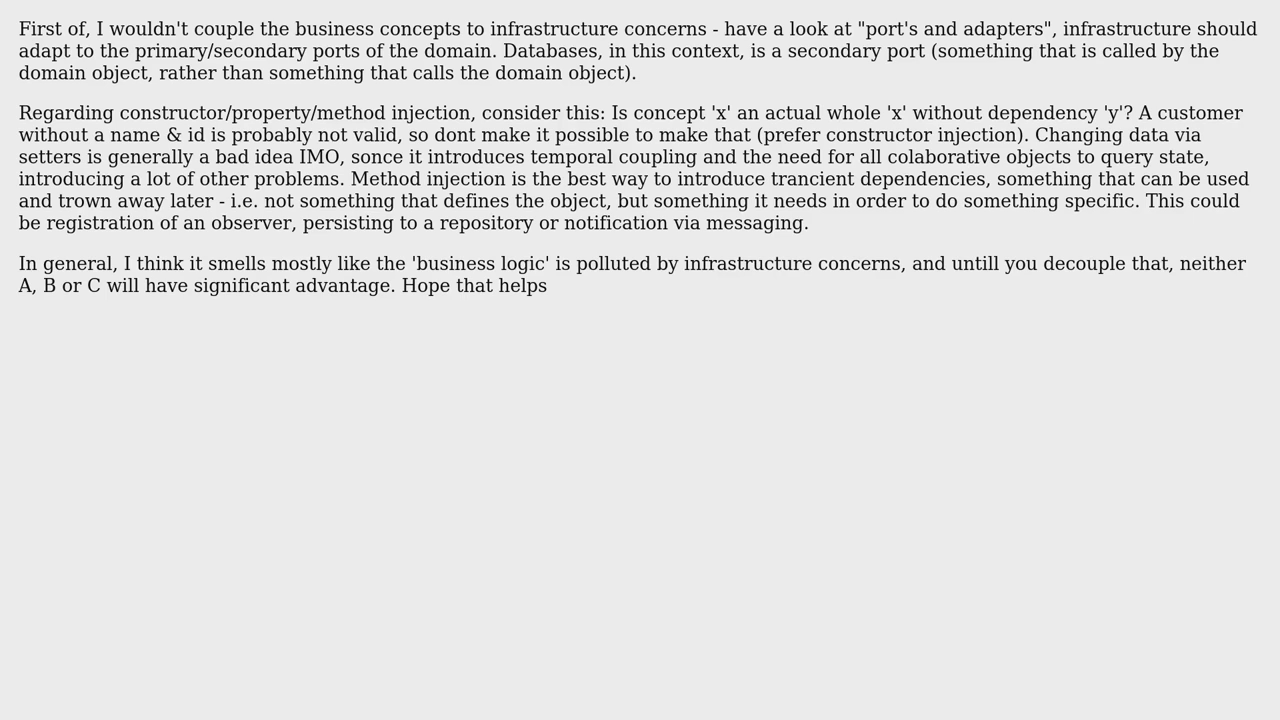 First of, I wouldn't couple the business concepts to infrastructure concerns - have a look at "port's and adapters", infrastructure should
adapt to the primary/secondary ports of the domain. Databases, in this context, is a secondary port (something that is called by the
domain object, rather than something that calls the domain object).
Regarding constructor/property/method injection, consider this: Is concept 'x' an actual whole 'x' without dependency 'y'? A customer
without a name & id is probably not valid, so dont make it possible to make that (prefer constructor injection). Changing data via
setters is generally a bad idea IMO, sonce it introduces temporal coupling and the need for all colaborative objects to query state,
introducing a lot of other problems. Method injection is the best way to introduce trancient dependencies, something that can be used
and trown away later - i.e. not something that defines the object, but something it needs in order to do something specific. This could
be registration of an observer, persisting to a repository or notification via messaging.
In general, I think it smells mostly like the 'business logic' is polluted by infrastructure concerns, and untill you decouple that, neither
A, B or C will have significant advantage. Hope that helps